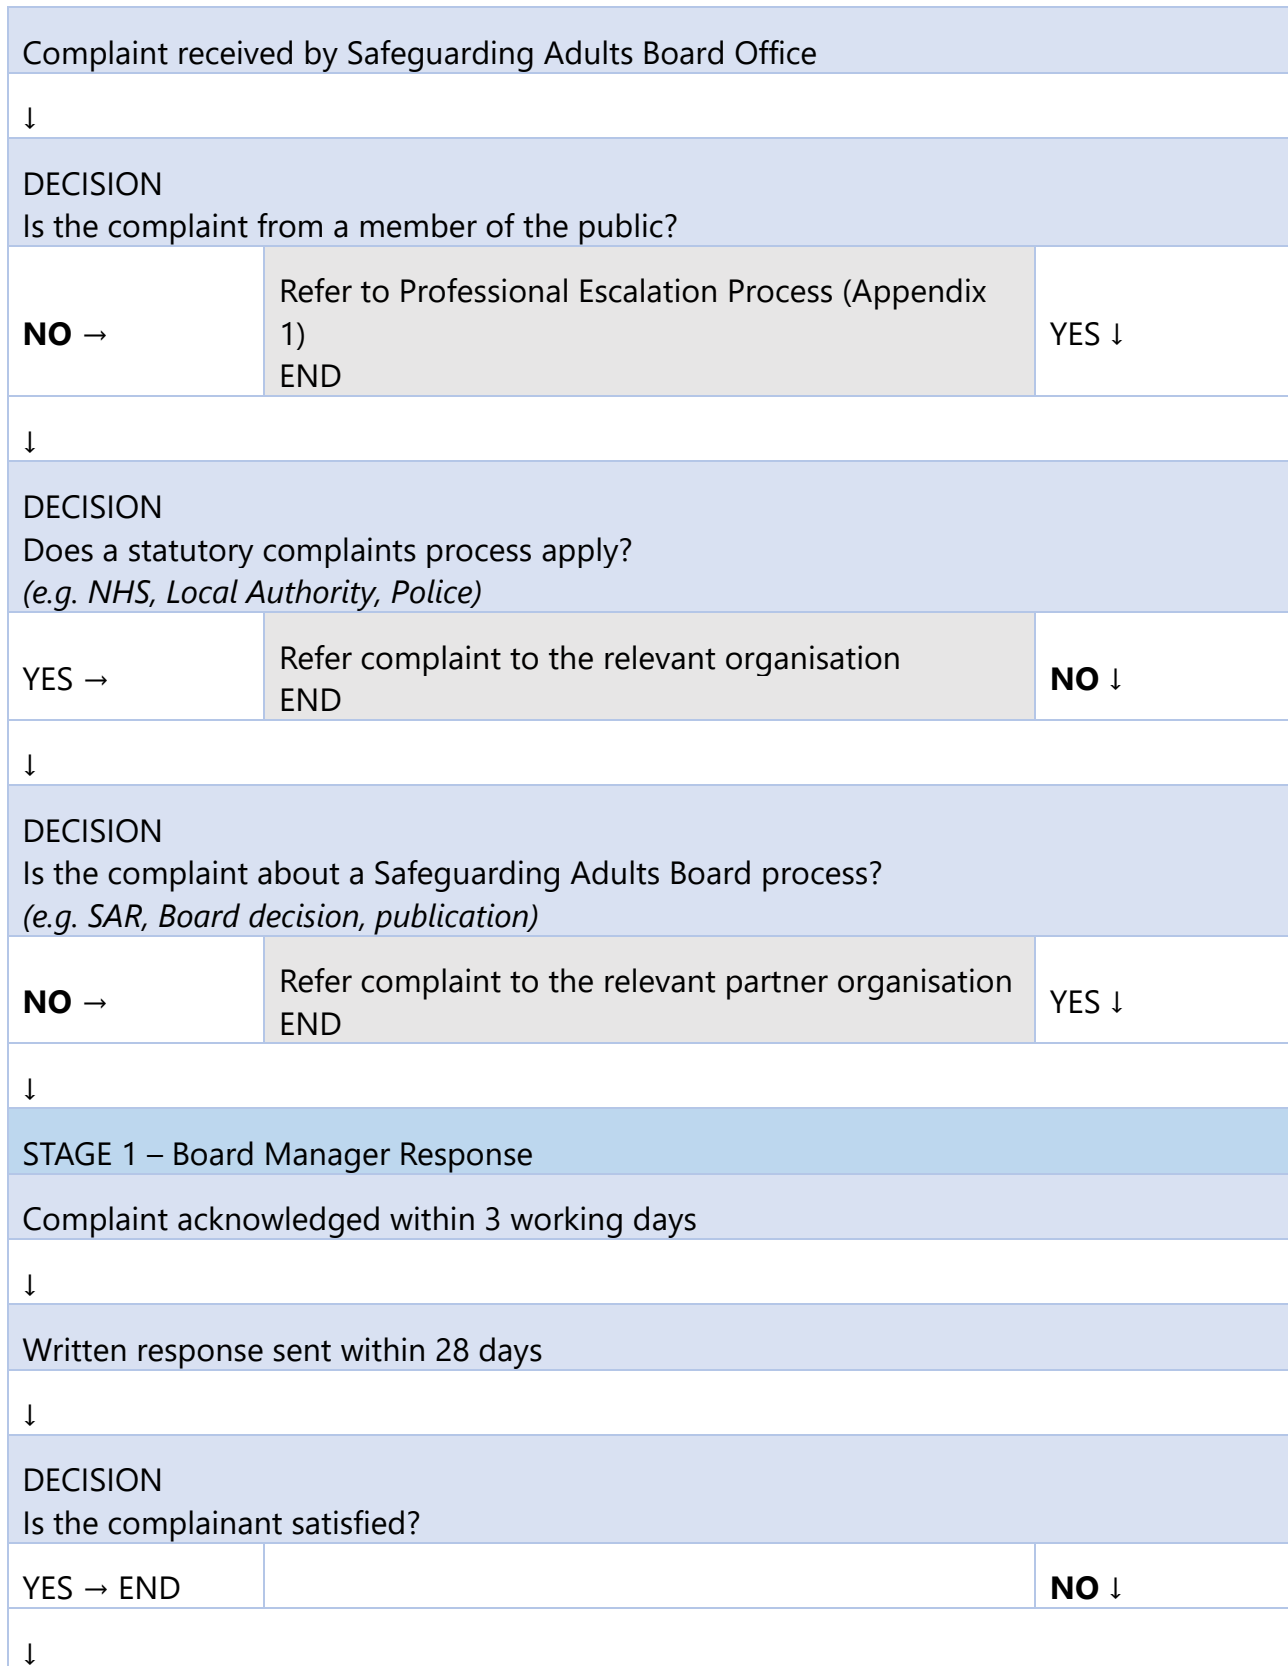 Complaint received by Safeguarding Adults Board Office
↓
DECISION
Is the complaint from a member of the public?
NO →
Refer to Professional Escalation Process (Appendix
1)
END
YES ↓
↓
DECISION
Does a statutory complaints process apply?
(e.g. NHS, Local Authority, Police)
YES →
Refer complaint to the relevant organisation
END
NO ↓
↓
DECISION
Is the complaint about a Safeguarding Adults Board process?
(e.g. SAR, Board decision, publication)
NO →
Refer complaint to the relevant partner organisation
END
YES ↓
↓
STAGE 1 – Board Manager Response
Complaint acknowledged within 3 working days
↓
Written response sent within 28 days
↓
DECISION
Is the complainant satisfied?
YES → END
NO ↓
↓